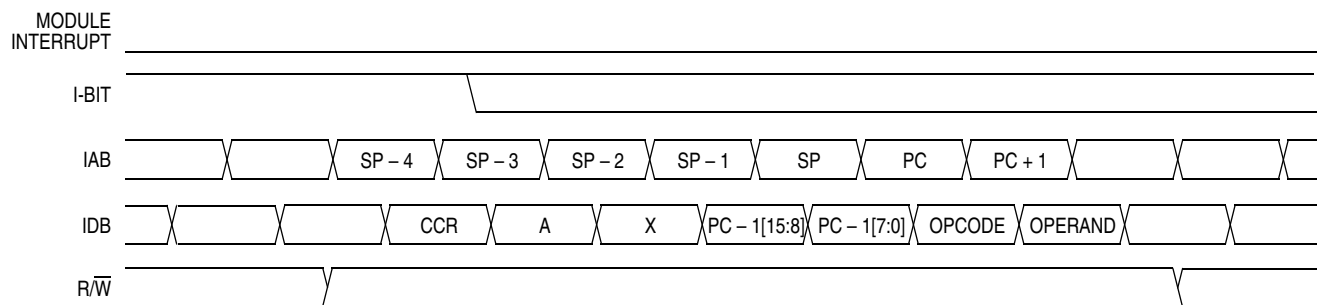 MODULE
INTERRUPT
I-BIT
IAB SP – 4 SP – 3 SP – 2 SP – 1 SP PC PC + 1
IDB CCR A X PC – 1[15:8] PC – 1[7:0] OPCODE OPERAND
R/W̅